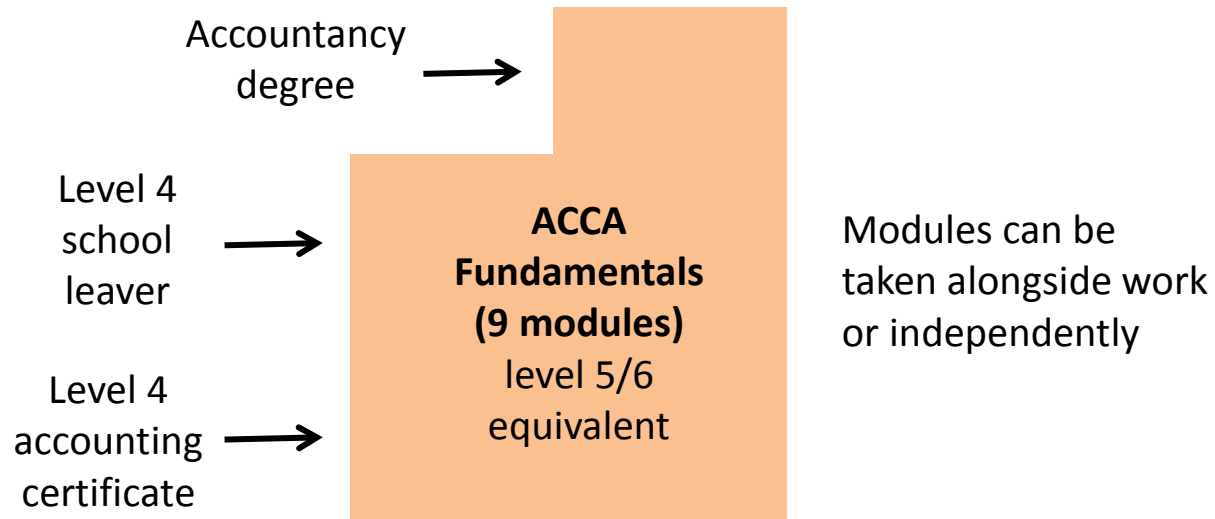 Accountancy
degree
Level 4
school
leaver
Level 4
accounting
certificate
ACCA
Fundamentals
(9 modules)
level 5/6
equivalent
Modules can be
taken alongside work
or independently